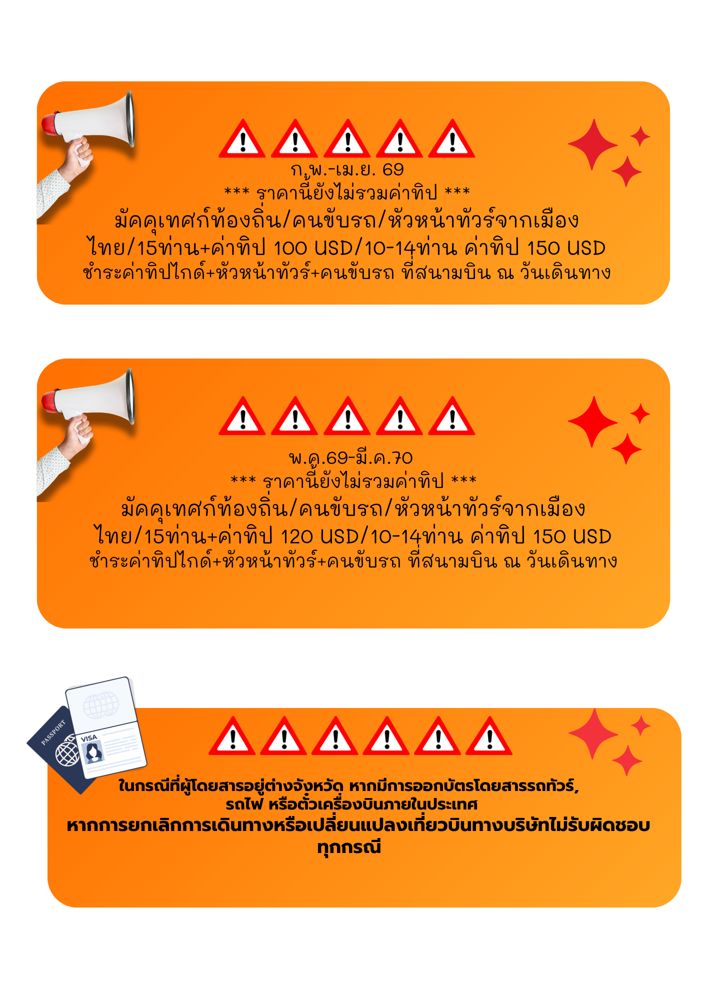 ก.พ.-เม.ย. 69
*** ราคานี้ยังไม่รวมค่าทิป ***
มัคคุเทศก์ท้องถิ่น/คนขับรถ/หัวหน้าทัวร์จากเมือง
ไทย/15ท่าน+ค่าทิป 100 USD/10-14ท่าน ค่าทิป 150 USD
ชำระค่าทิปไกด์+หัวหน้าทัวร์+คนขับรถ ที่สนามบิน ณ วันเดินทาง
พ.ค.69-มี.ค.70
*** ราคานี้ยังไม่รวมค่าทิป ***
มัคคุเทศก์ท้องถิ่น/คนขับรถ/หัวหน้าทัวร์จากเมือง
ไทย/15ท่าน+ค่าทิป 120 USD/10-14ท่าน ค่าทิป 150 USD
ชำระค่าทิปไกด์+หัวหน้าทัวร์+คนขับรถ ที่สนามบิน ณ วันเดินทาง
PASSPORT
VISA
ในกรณีที่ผู้โดยสารอยู่ต่างจังหวัด หากมีการออกบัตรโดยสารรถทัวร์,
รถไฟ หรือตั๋วเครื่องบินภายในประเทศ
หากการยกเลิกการเดินทางหรือเปลี่ยนแปลงเที่ยวบินทางบริษัทไม่รับผิดชอบ
ทุกกรณี